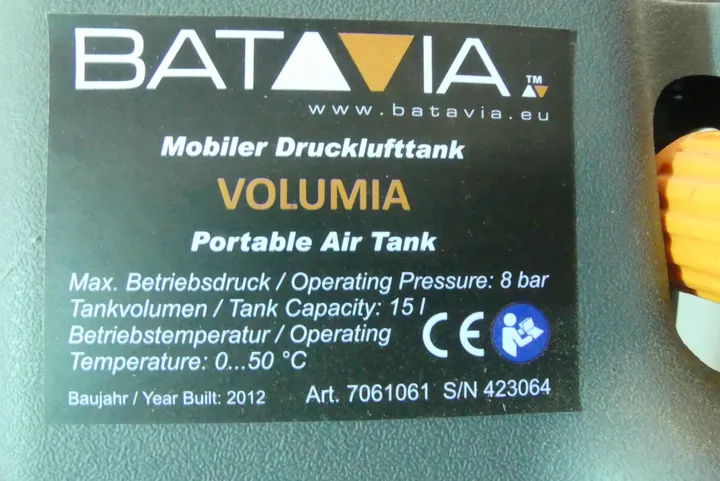 BATAVIA
TM
www.batavia.eu
Mobiler Drucklufttank
VOLUMIA
Portable Air Tank
Max. Betriebsdruck / Operating Pressure: 8 bar
Tankvolumen / Tank Capacity: 15 l
Betriebstemperatur / Operating
Temperature: 0...50 °C
CE
Baujahr / Year Built: 2012 Art. 7061061 S/N 423064